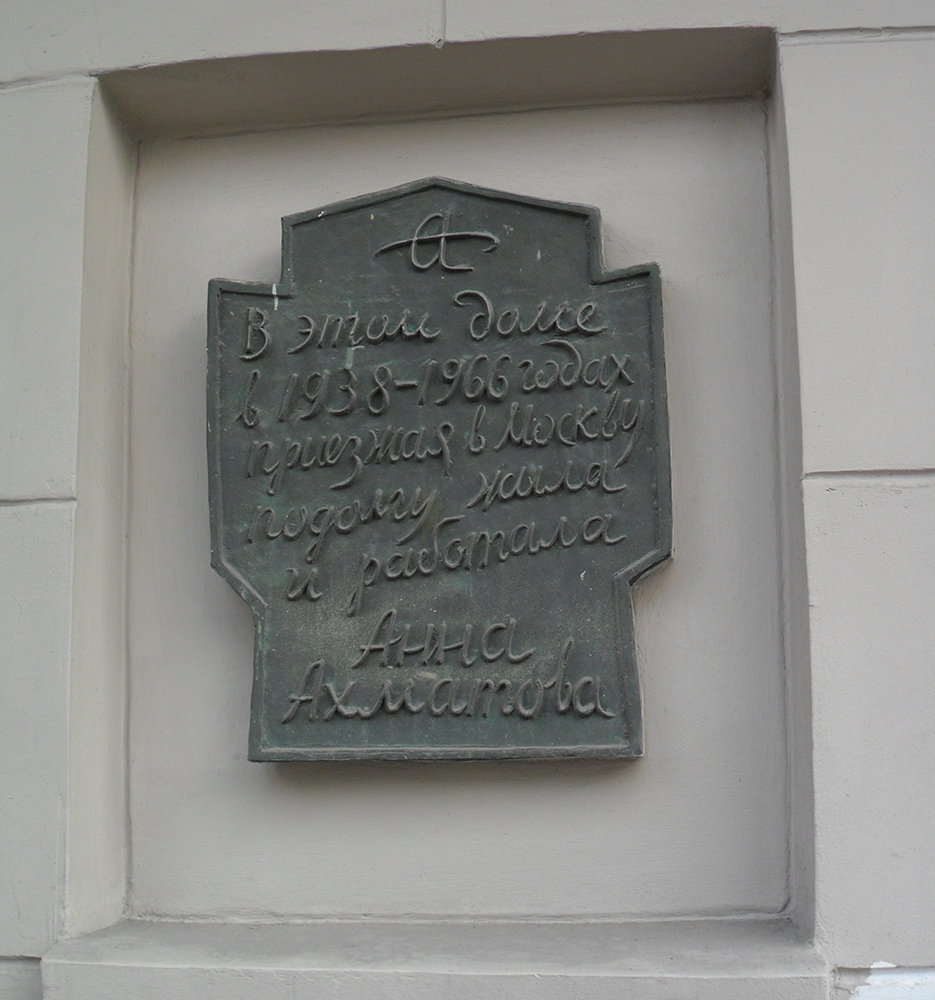 а
В этом доме
в 1938-1966 годах
приезжая в Москву
подолгу жила
и работала
Анна
Ахматова